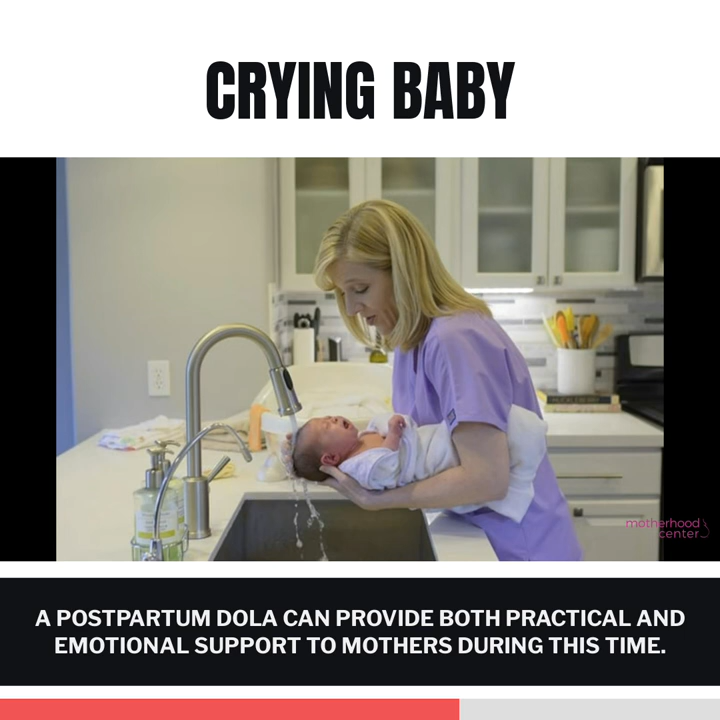 CRYING BABY
motherhood
center
A POSTPARTUM DOLA CAN PROVIDE BOTH PRACTICAL AND
EMOTIONAL SUPPORT TO MOTHERS DURING THIS TIME.